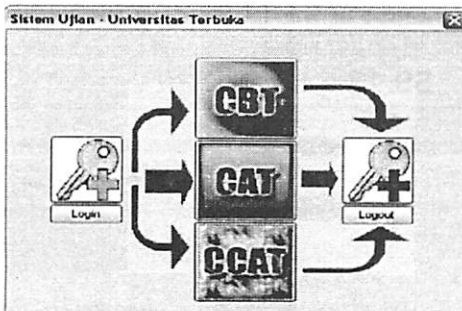 Sistem Ujian - Universitas Terbuka
CBT
Login
CAT
Logout
CCAT